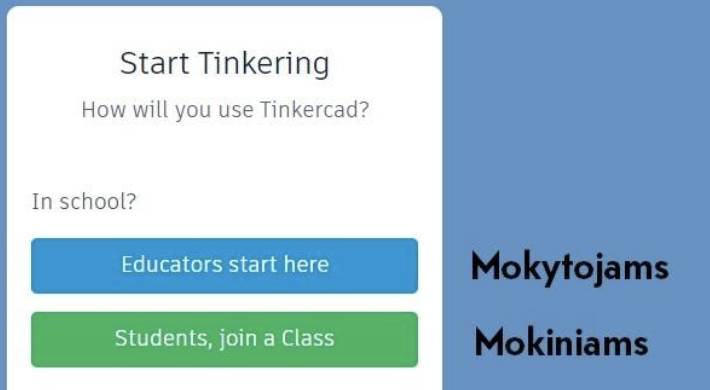 Start Tinkering
How will you use Tinkercad?
In school?
Educators start here
Mokytojams
Students, join a Class
Mokiniams